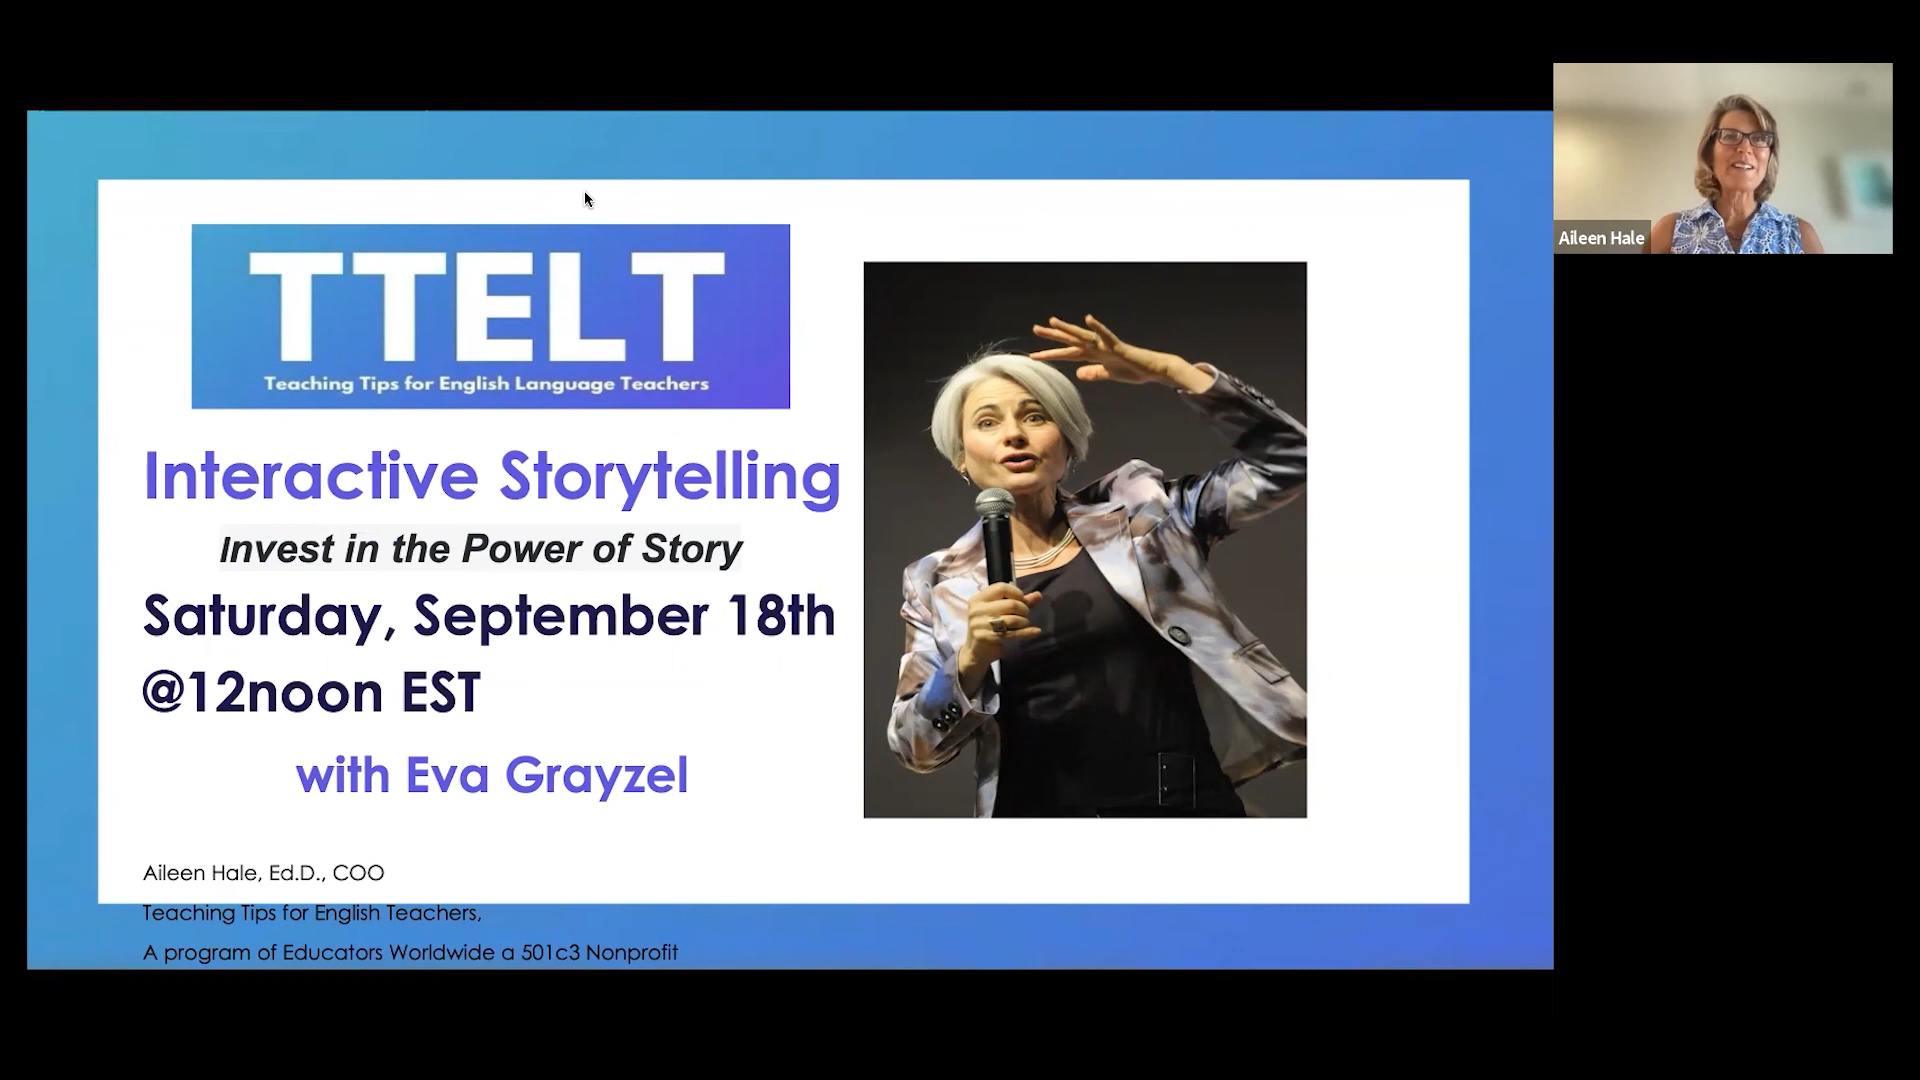 TTELT
Teaching Tips for English Language Teachers
Interactive Storytelling
Invest in the Power of Story
Saturday, September 18th
@12noon EST
with Eva Grayzel
Aileen Hale, Ed.D., COO
Teaching Tips for English Teachers,
A program of Educators Worldwide a 501c3 Nonprofit
Aileen Hale